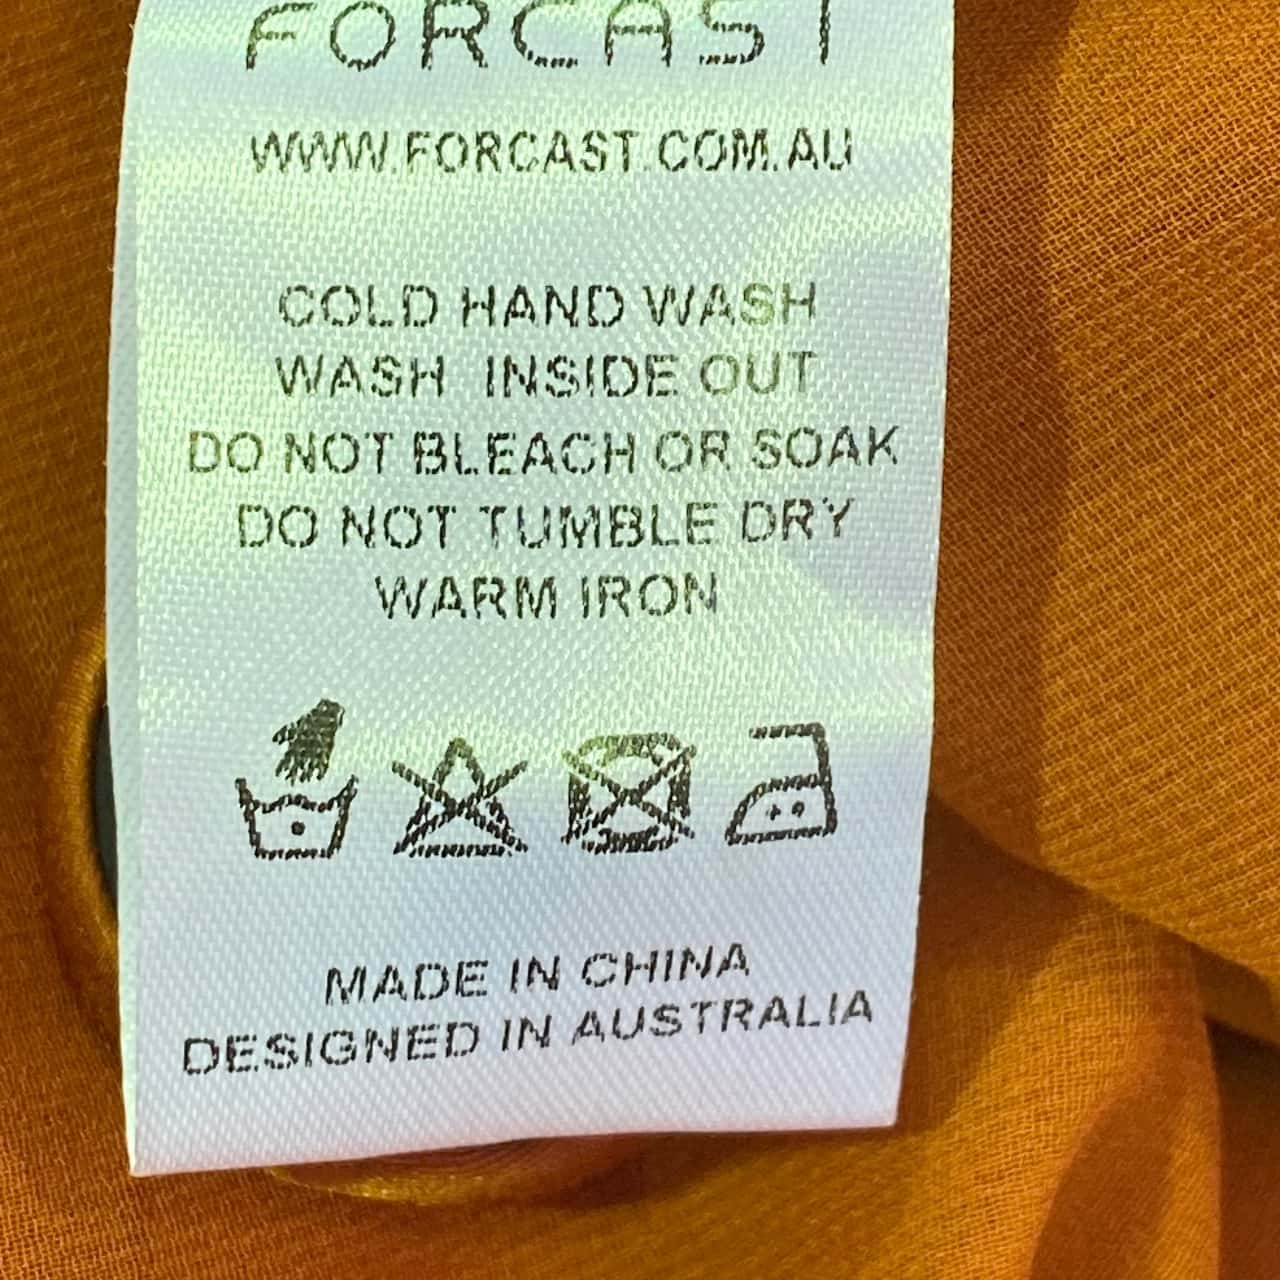 FORCAST
WWW.FORCAST.COM.AU
COLD HAND WASH
WASH INSIDE OUT
DO NOT BLEACH OR SOAK
DO NOT TUMBLE DRY
WARM IRON
MADE IN CHINA
DESIGNED IN AUSTRALIA